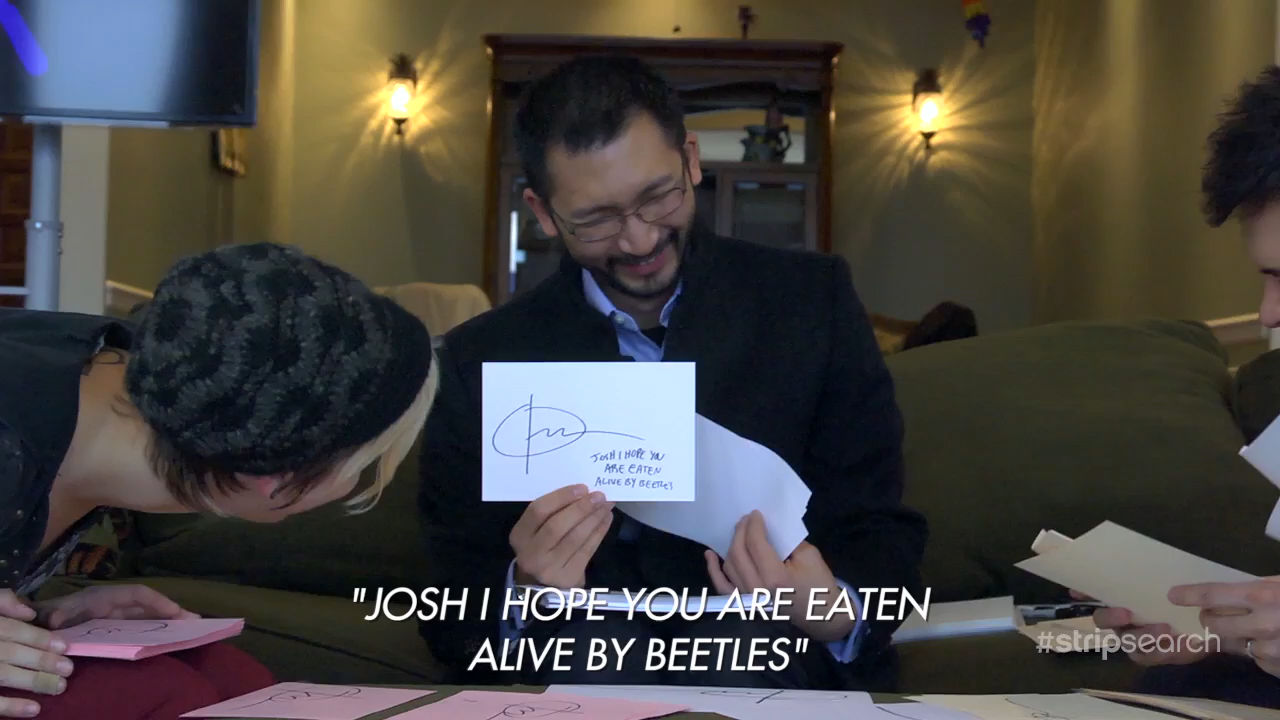 JOSH I HOPE YOU
ARE EATEN
ALIVE BY BEETLES
"JOSH I HOPE YOU ARE EATEN
ALIVE BY BEETLES"
#stripsearch